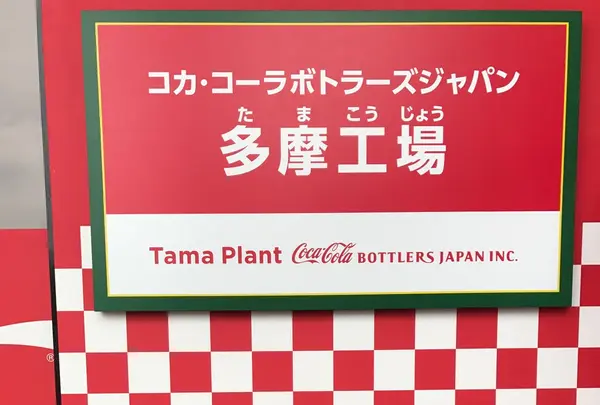 コカ・コーラボトラーズジャパン
たまこうじょう
多摩工場
Tama Plant Coca-Cola BOTTLERS JAPAN INC.
®